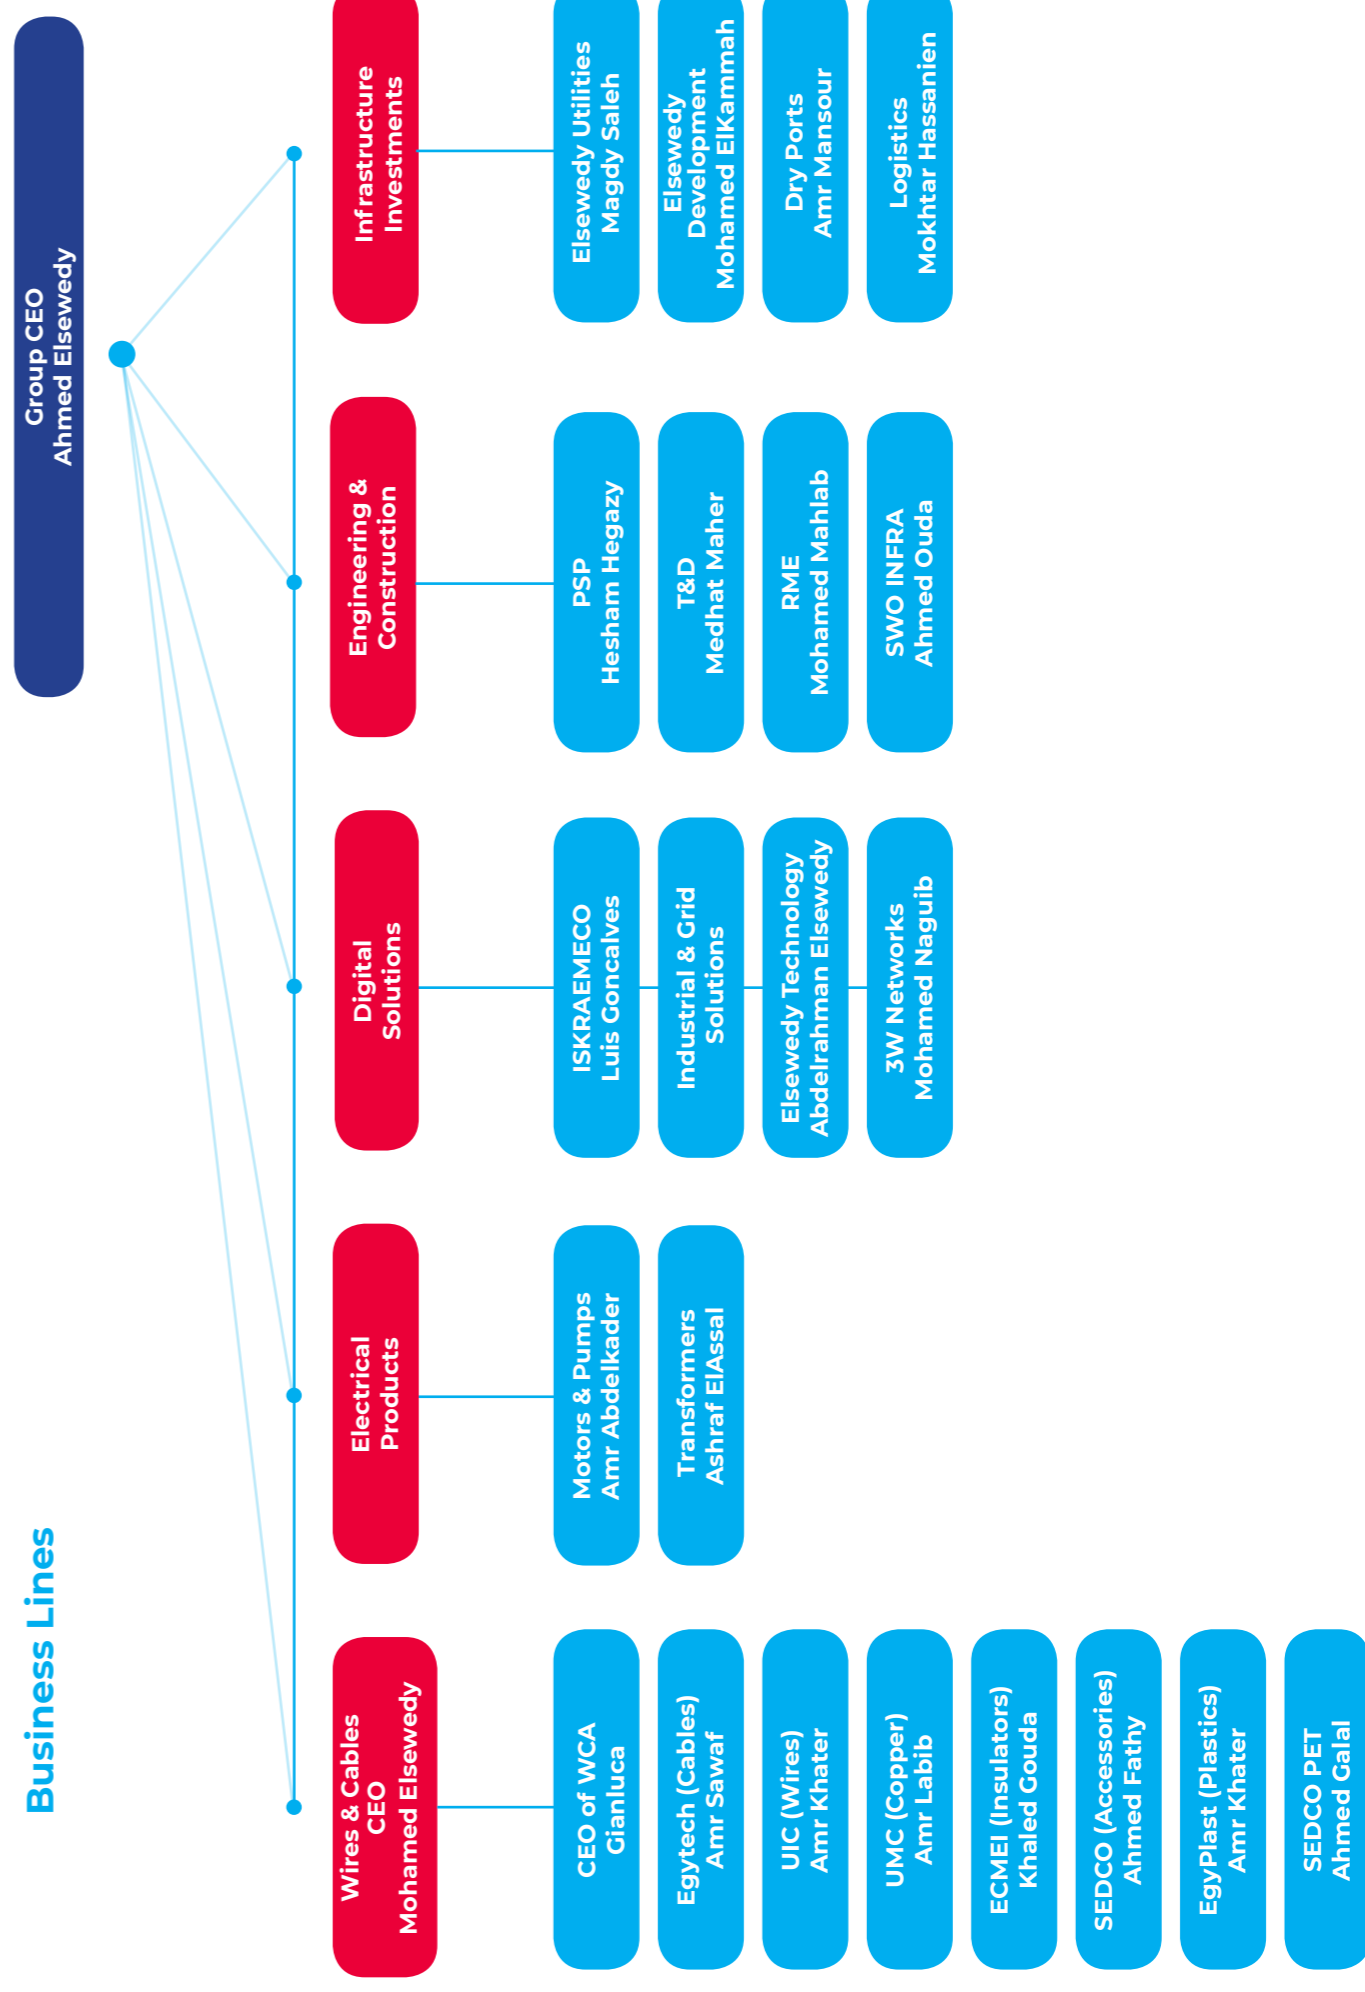 Business Lines
Group CEO
Ahmed Elsewedy
Wires & Cables
CEO
Mohamed Elsewedy
CEO of WCA
Gianluca
Egytech (Cables)
Amr Sawaf
UIC (Wires)
Amr Khater
UMC (Copper)
Amr Labib
ECMEI (Insulators)
Khaled Gouda
SEDCO (Accessories)
Ahmed Fathy
EgyPlast (Plastics)
Amr Khater
SEDCO PET
Ahmed Galal
Electrical
Products
Motors & Pumps
Amr Abdelkader
Transformers
Ashraf ElAssal
Digital
Solutions
ISKRAEMECO
Luis Goncalves
Industrial & Grid
Solutions
Elsewedy Technology
Abdelrahman Elsewedy
3W Networks
Mohamed Naguib
Engineering &
Construction
PSP
Hesham Hegazy
T&D
Medhat Maher
RME
Mohamed Mahlab
SWO INFRA
Ahmed Ouda
Infrastructure
Investments
Elsewedy Utilities
Magdy Saleh
Elsewedy
Development
Mohamed ElKammah
Dry Ports
Amr Mansour
Logistics
Mokhtar Hassanien